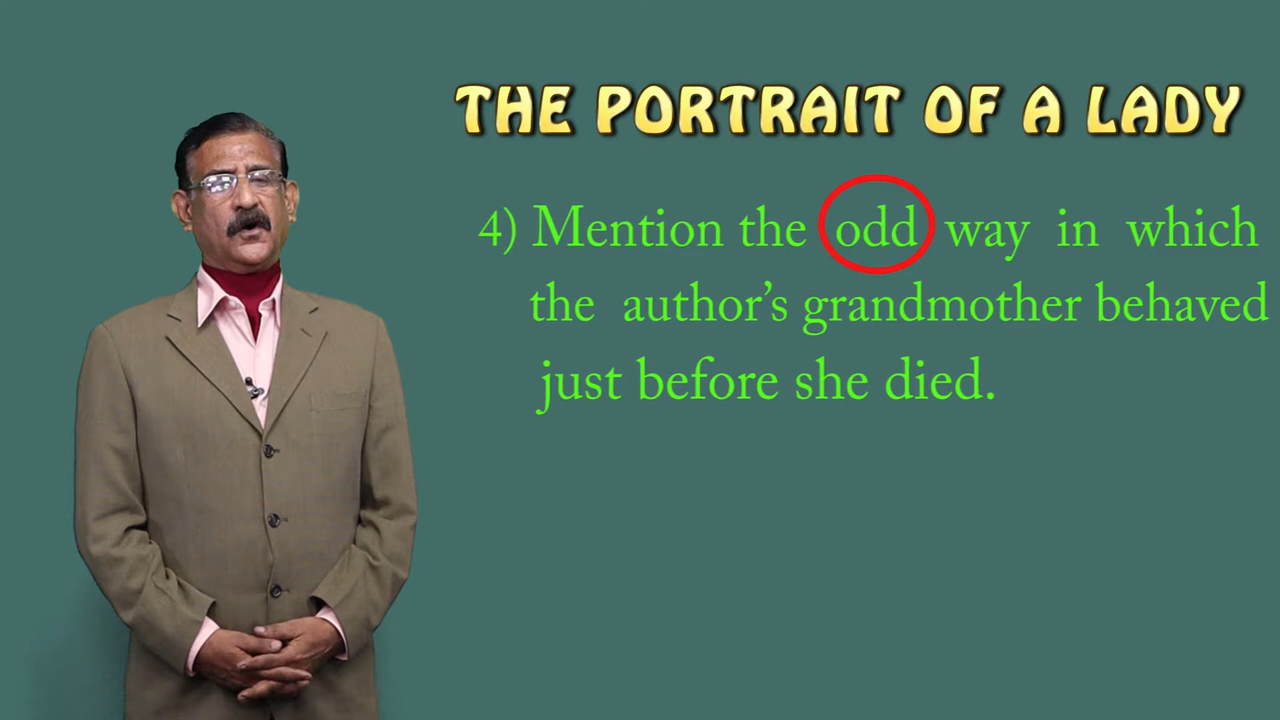 THE PORTRAIT OF A LADY
4) Mention the odd way in which
the author's grandmother behaved
just before she died.